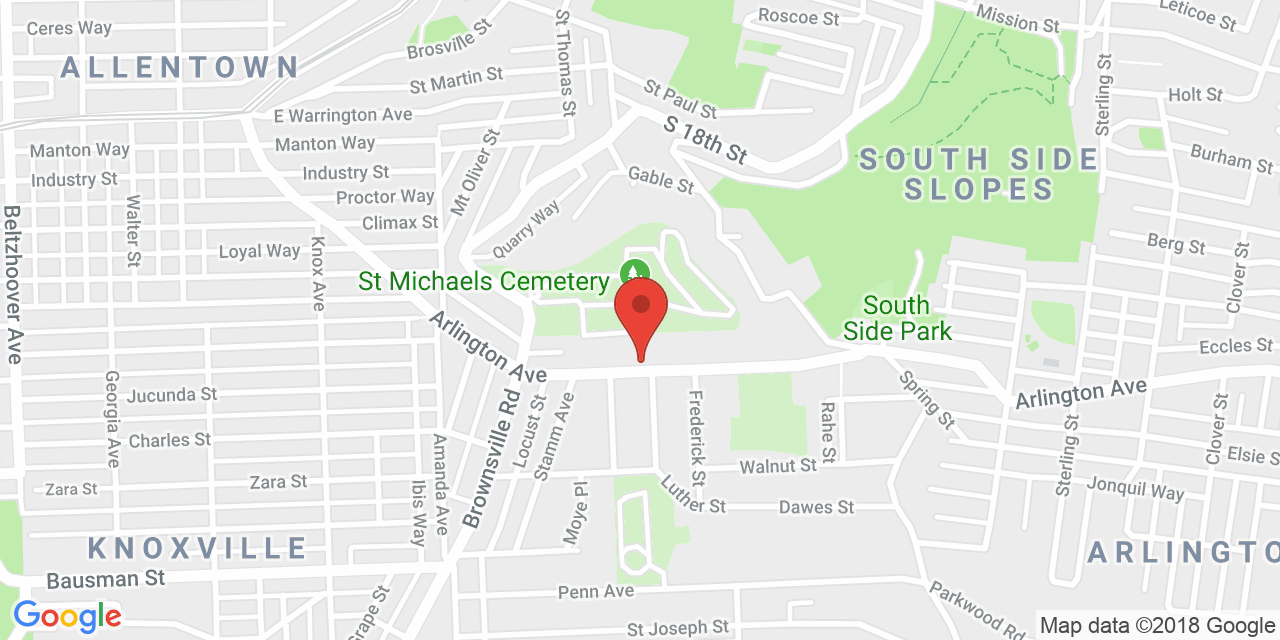 Ceres Way
ALLENTOWN
Brosville St
St Thomas St
Roscoe St
Mission St
Leticoe St
St Martin St
St Paul St
Sterling St
Holt St
E Warrington Ave
S 18th St
Manton Way
Manton Way
Mt Oliver St
Burham St
SOUTH SIDE
SLOPES
Industry St
Industry St
Gable St
Proctor Way
Walter St
Climax St
Quarry Way
Beltzhoover Ave
Knox Ave
Loyal Way
Berg St
Clover St
St Michaels Cemetery
South
Side Park
Arlington Ave
Eccles St
Georgia Ave
Jucunda St
Arlington Ave
Spring St
Brownsville Rd
Locust St
Stamm Ave
Frederick St
Rahe St
Clover St
Charles St
Amanda Ave
Sterling St
Elsie S
Zara St
Zara St
Ibis Way
Walnut St
Luther St
Dawes St
Jonquil Way
Moye Pl
KNOXVILLE
ARLINGTO
Bausman St
Penn Ave
Parkwood Rd
Grape St
St Joseph St
Google
Map data ©2018 Google